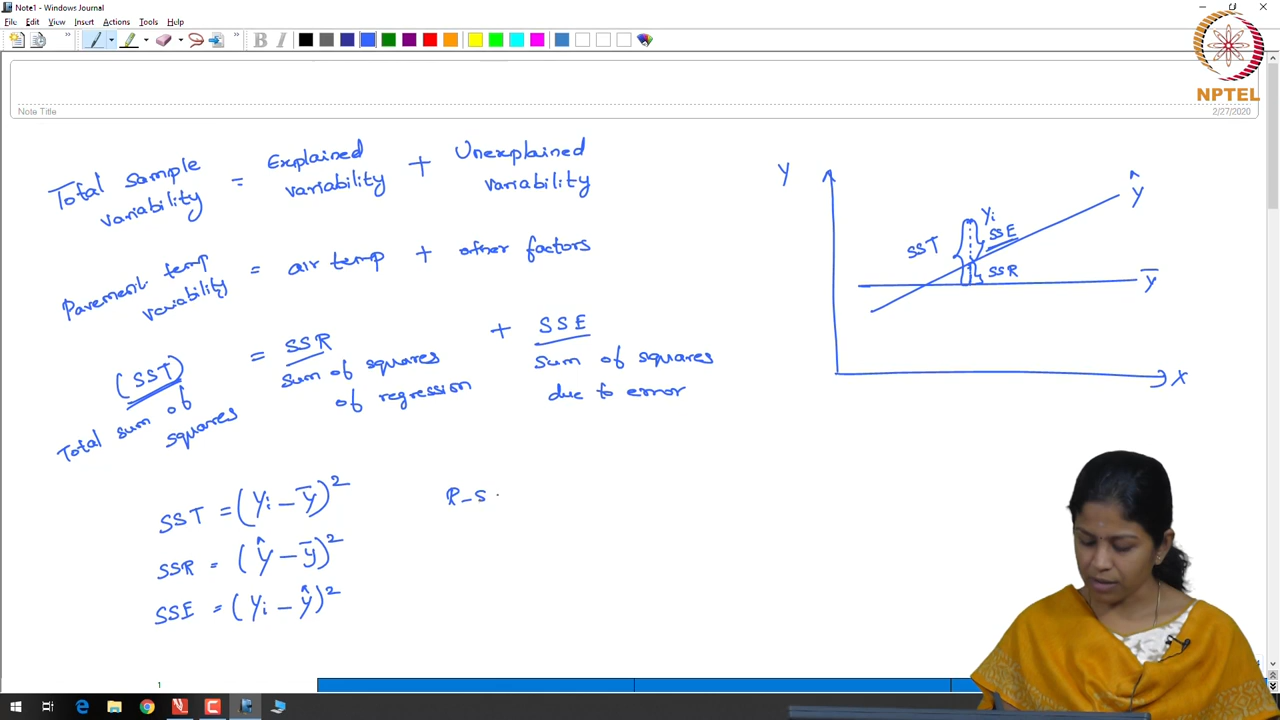 Note1 - Windows Journal
File Edit View Insert Actions Tools Help
NPTEL
Note Title
2/27/2020
Total sample variability = Explained variability + Unexplained variability
Pavement temp variability = air temp + other factors
(SST) = SSR + SSE
Total sum of squares
sum of squares of regression
sum of squares due to error
SST = (Yi - y̅)²
SSR = (ŷ - y̅)²
SSE = (Yi - ŷ)²
R-s
Y
ŷ
Yi
SST
SSE
SSR
y̅
X
1